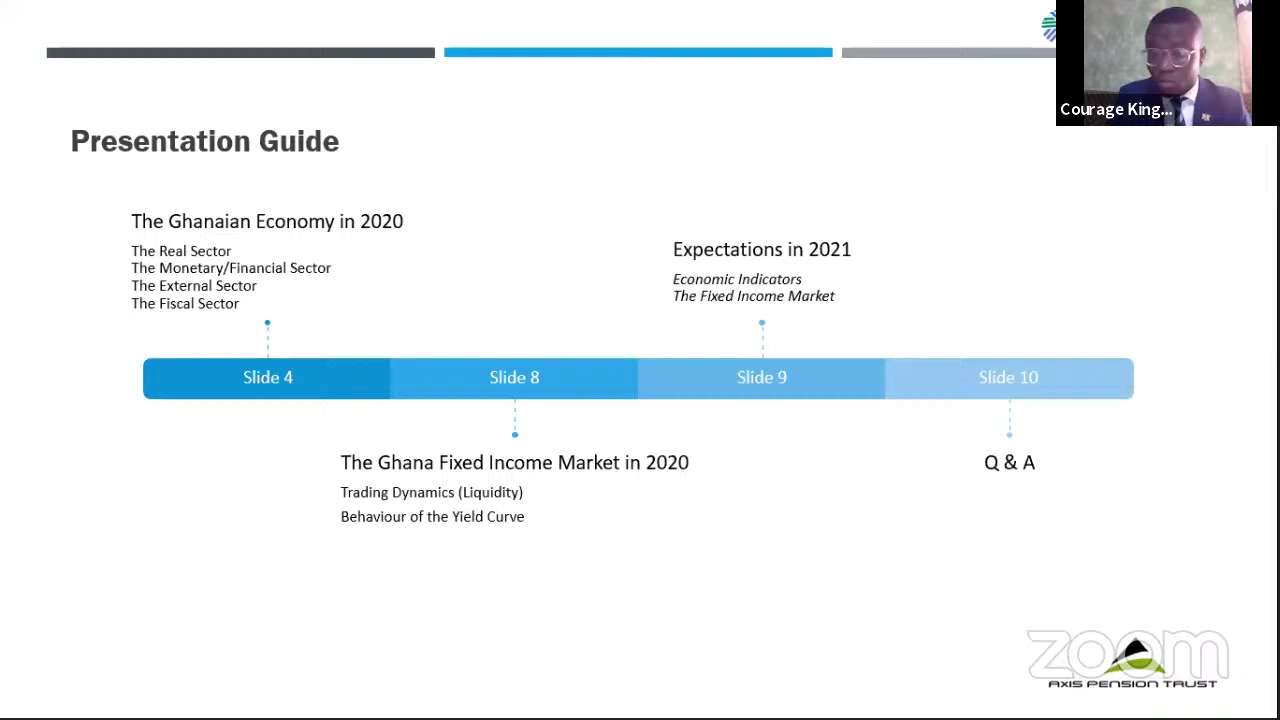 Courage King...
Presentation Guide
The Ghanaian Economy in 2020
The Real Sector
The Monetary/Financial Sector
The External Sector
The Fiscal Sector
Expectations in 2021
Economic Indicators
The Fixed Income Market
Slide 4
Slide 8
Slide 9
Slide 10
The Ghana Fixed Income Market in 2020
Trading Dynamics (Liquidity)
Behaviour of the Yield Curve
Q & A
zoom
AXIS PENSION TRUST